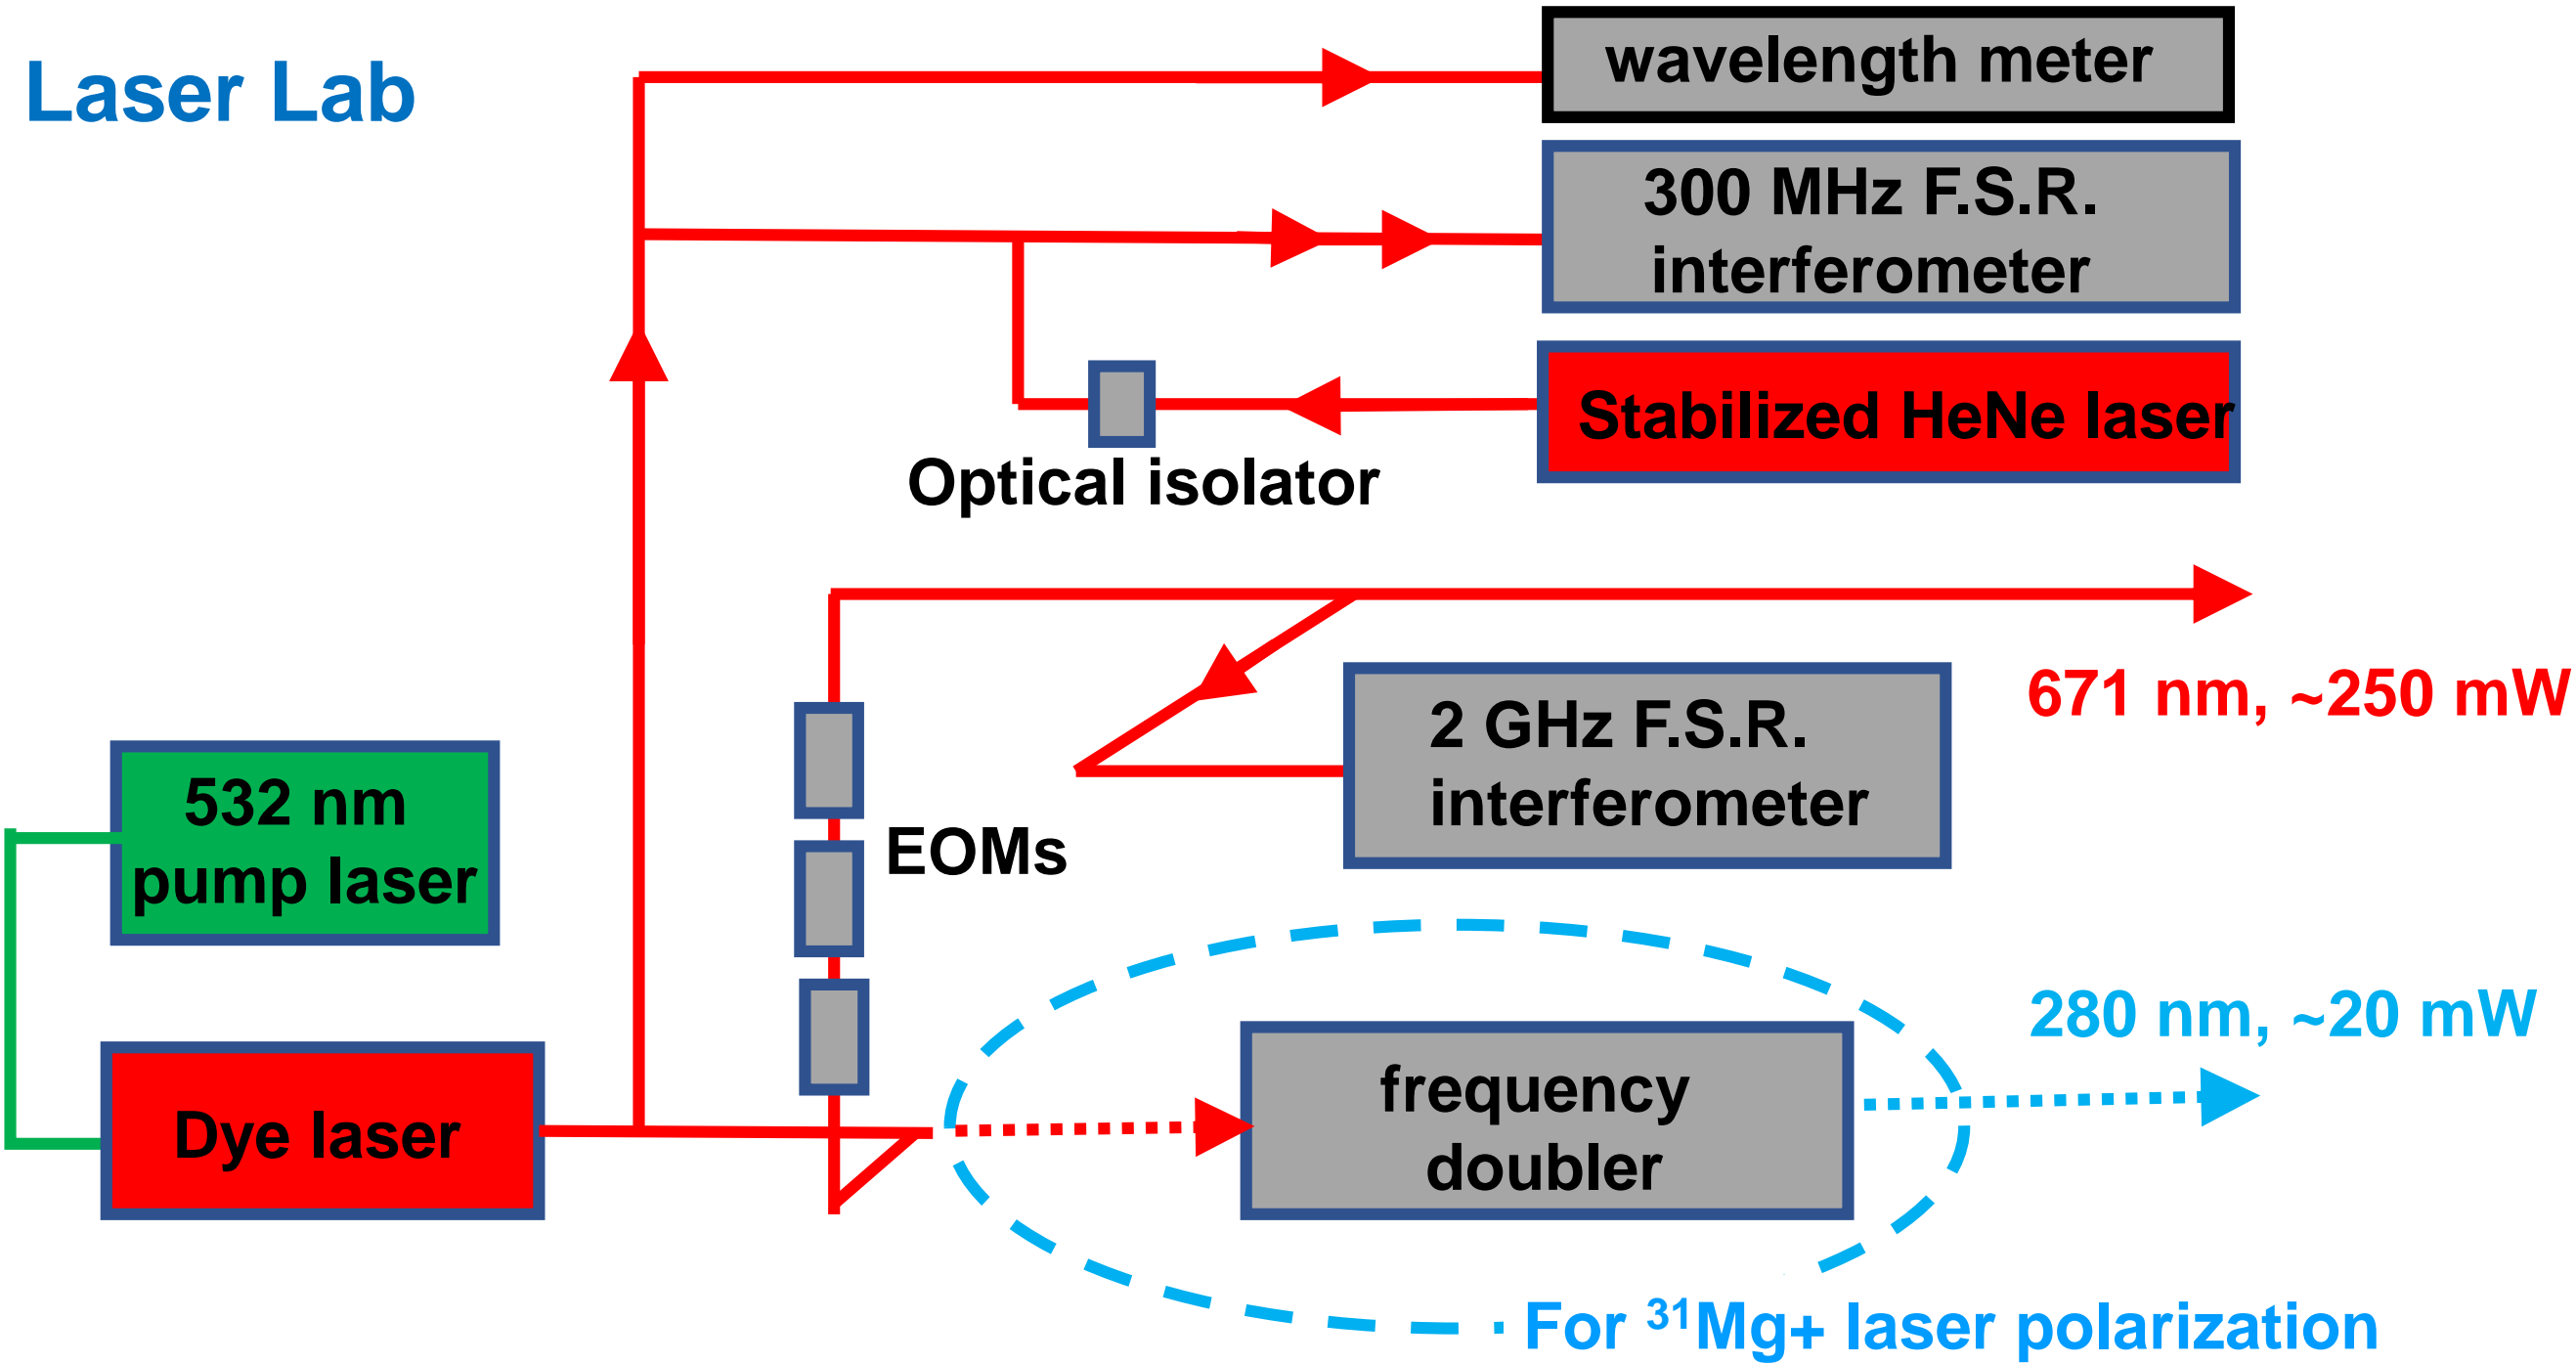 Laser Lab
wavelength meter
300 MHz F.S.R.
interferometer
Stabilized HeNe laser
Optical isolator
671 nm, ~250 mW
2 GHz F.S.R.
interferometer
532 nm
pump laser
EOMs
280 nm, ~20 mW
frequency
doubler
Dye laser
For ³¹Mg+ laser polarization